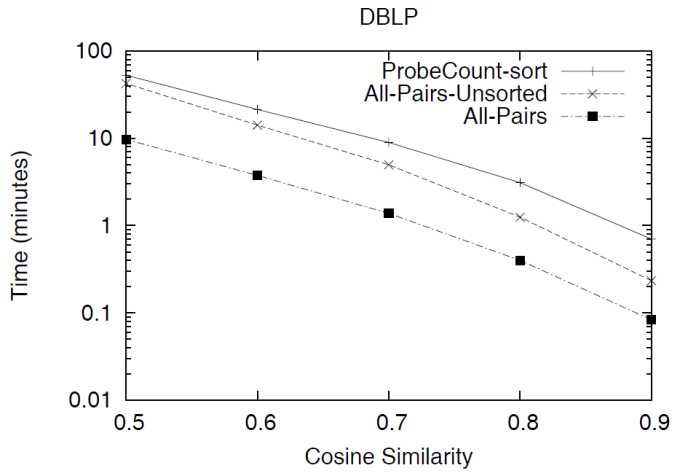 DBLP
100
10
1
0.1
0.01
Time (minutes)
ProbeCount-sort
All-Pairs-Unsorted
All-Pairs
0.5 0.6 0.7 0.8 0.9
Cosine Similarity